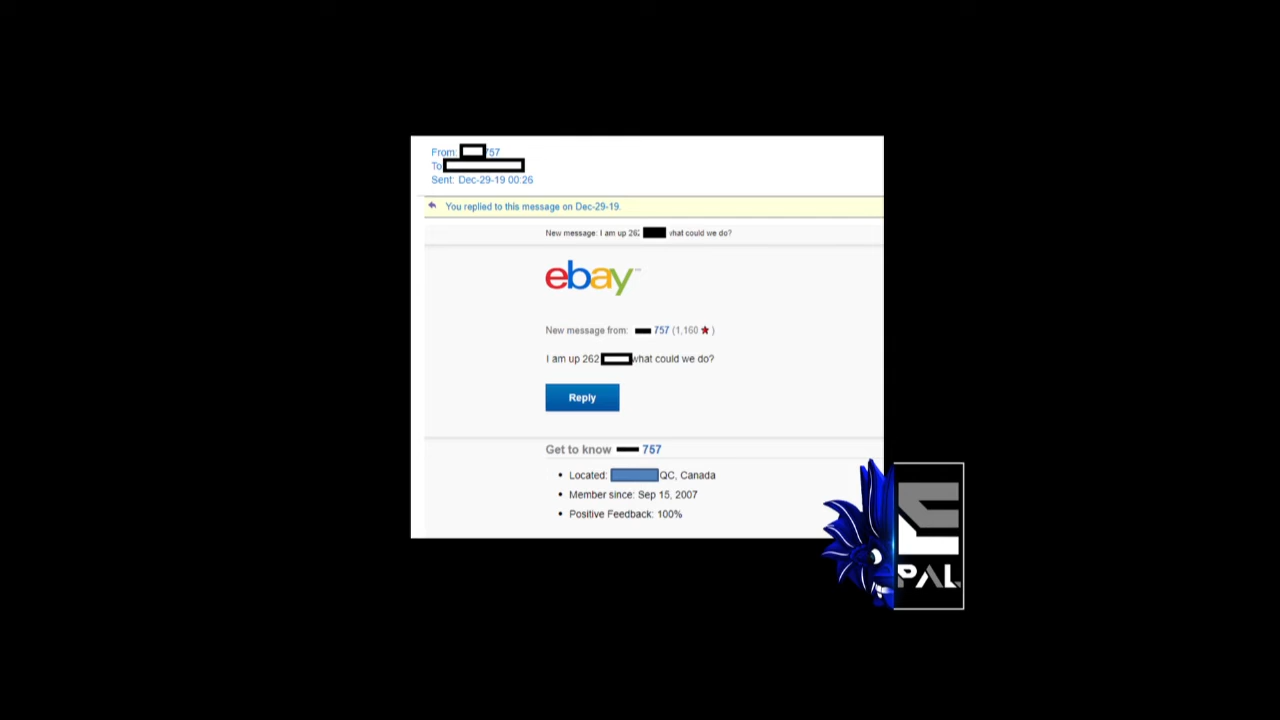 From: 757
To
Sent: Dec-29-19 00:26
You replied to this message on Dec-29-19.
New message: I am up 262 what could we do?
ebay™
New message from: 757 (1,160 ★ )
I am up 262 what could we do?
Reply
Get to know 757
• Located: QC, Canada
• Member since: Sep 15, 2007
• Positive Feedback: 100%
E
PAL